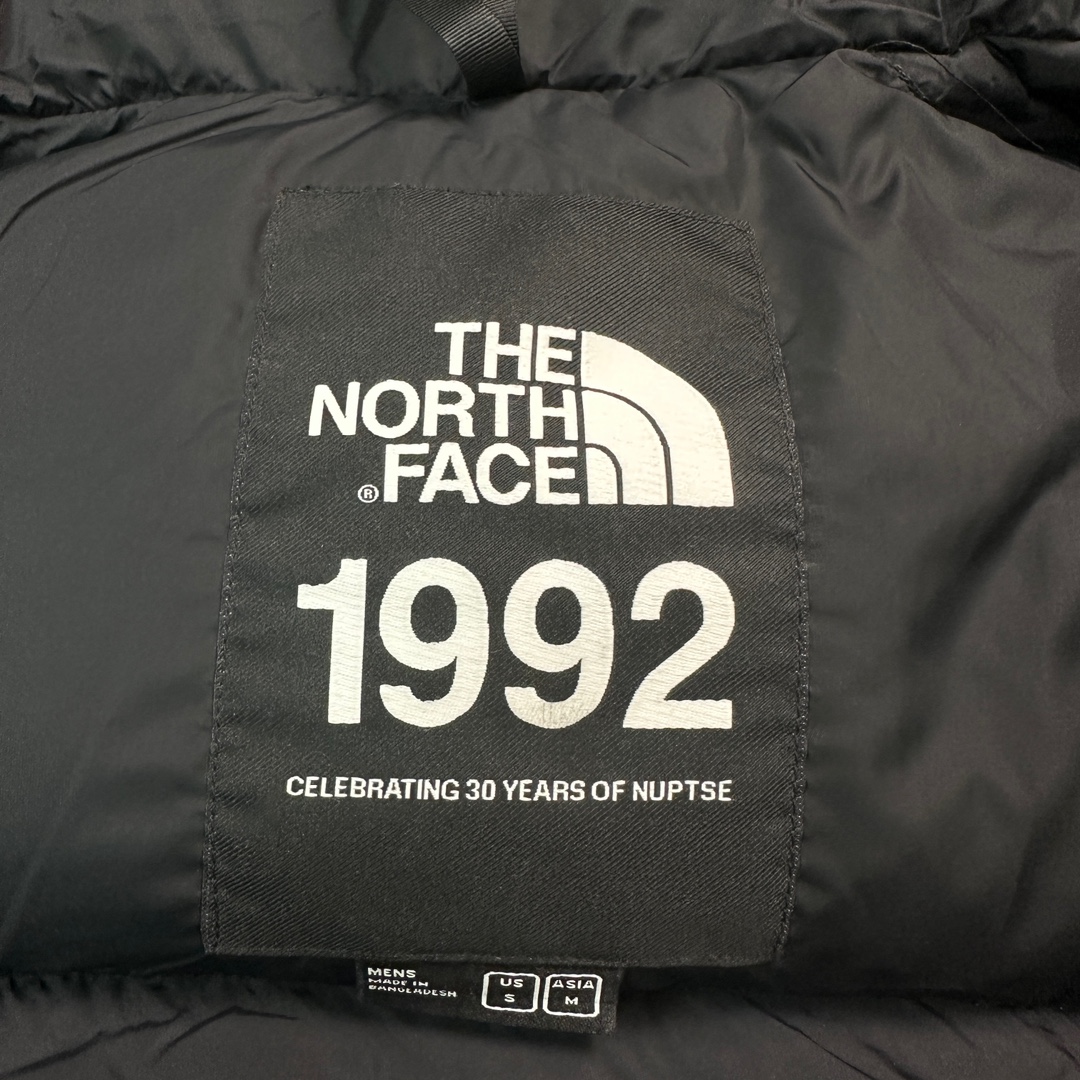 THE
NORTH
®FACE
1992
CELEBRATING 30 YEARS OF NUPTSE
MENS
MADE IN
BANGLADESH
US
S
ASIA
M